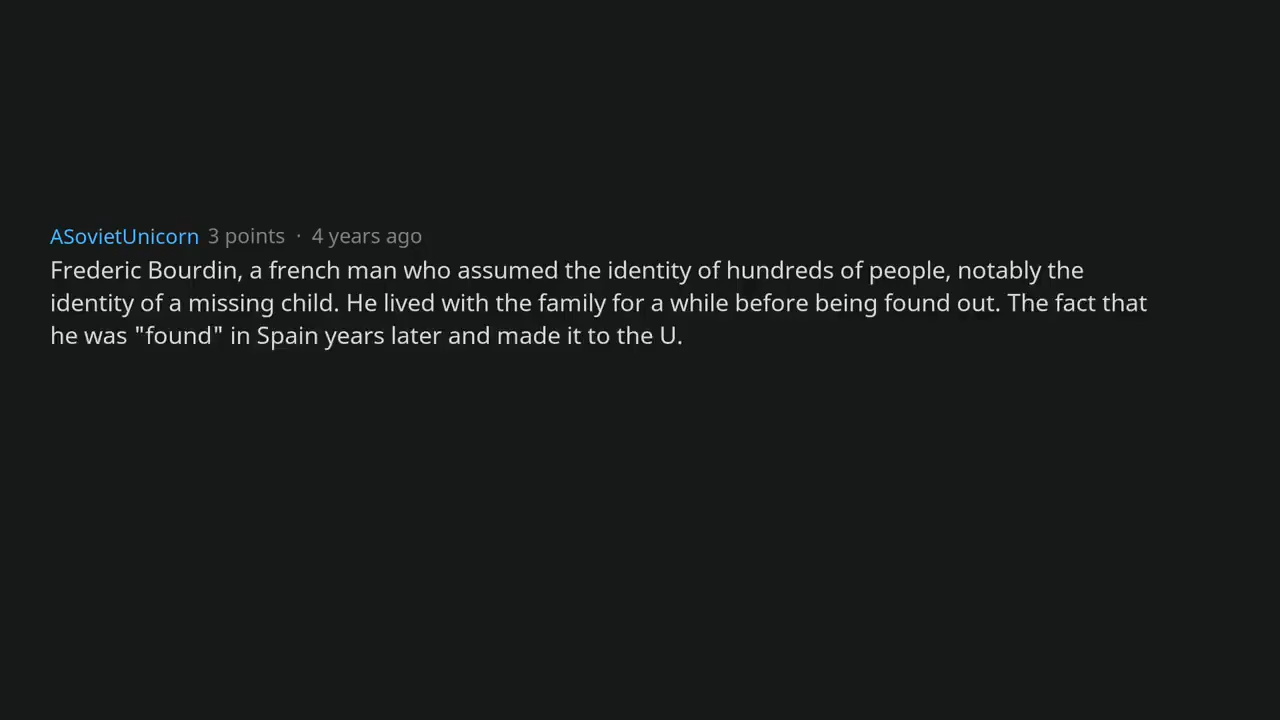 ASovietUnicorn 3 points · 4 years ago
Frederic Bourdin, a french man who assumed the identity of hundreds of people, notably the
identity of a missing child. He lived with the family for a while before being found out. The fact that
he was "found" in Spain years later and made it to the U.